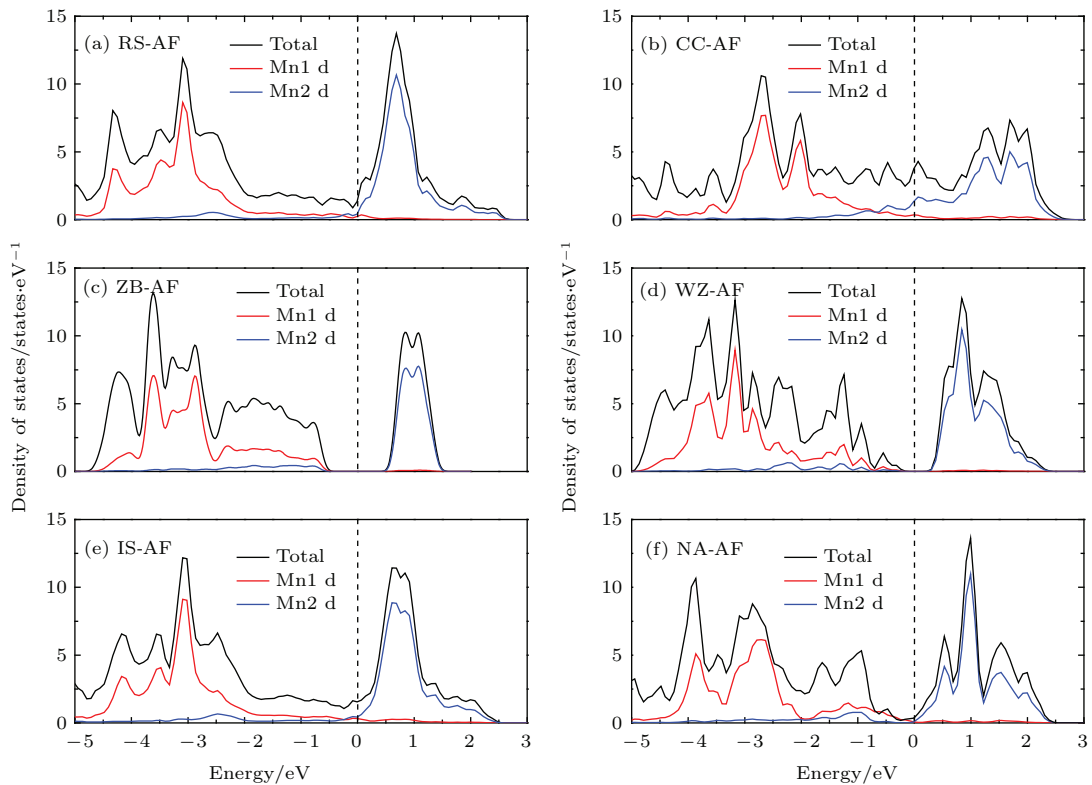 (a) RS-AF
Total
Mn1 d
Mn2 d
15
10
5
0
(b) CC-AF
Total
Mn1 d
Mn2 d
15
10
5
0
(c) ZB-AF
Total
Mn1 d
Mn2 d
15
10
5
0
(d) WZ-AF
Total
Mn1 d
Mn2 d
15
10
5
0
(e) IS-AF
Total
Mn1 d
Mn2 d
15
10
5
0
(f) NA-AF
Total
Mn1 d
Mn2 d
15
10
5
0
Density of states/states·eV⁻¹
Density of states/states·eV⁻¹
−5 −4 −3 −2 −1 0 1 2 3
−5 −4 −3 −2 −1 0 1 2 3
Energy/eV
Energy/eV